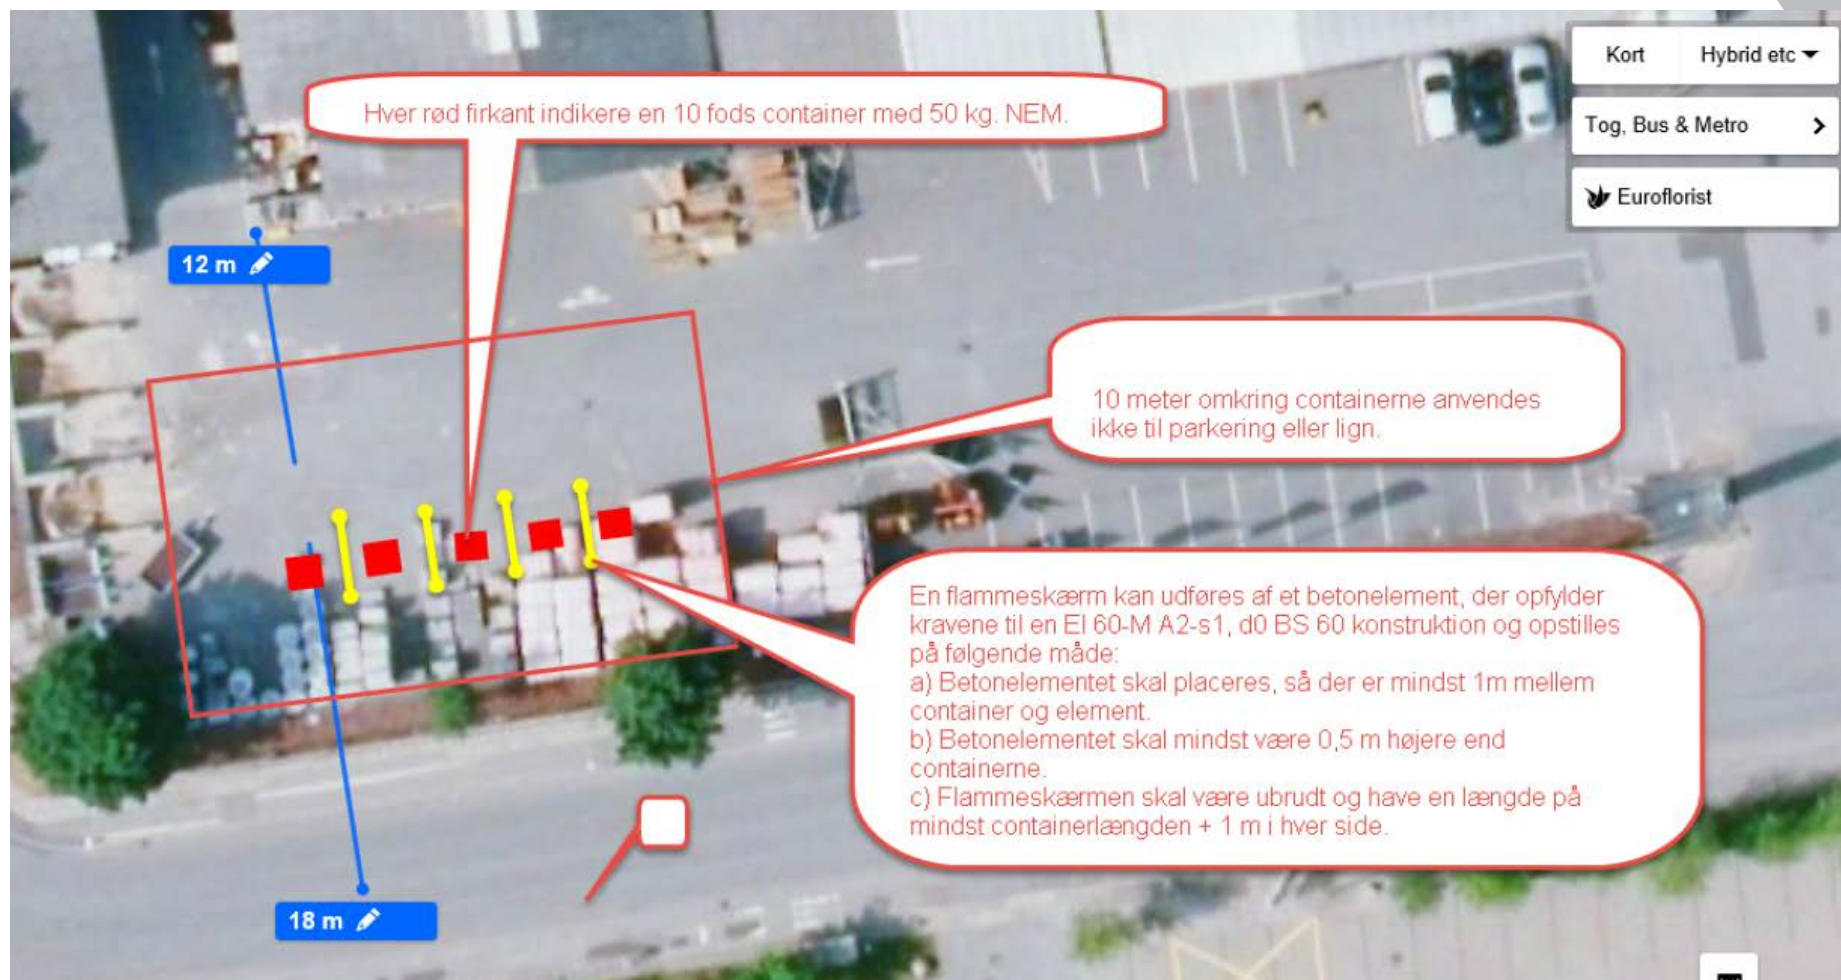 Kort
Hybrid etc
Tog, Bus & Metro
Euroflorist
Hver rød firkant indikere en 10 fods container med 50 kg. NEM.
12 m
10 meter omkring containerne anvendes
ikke til parkering eller lign.
En flammeskærm kan udføres af et betonelement, der opfylder
kravene til en EI 60-M A2-s1, d0 BS 60 konstruktion og opstilles
på følgende måde:
a) Betonelementet skal placeres, så der er mindst 1m mellem
container og element.
b) Betonelementet skal mindst være 0,5 m højere end
containerne.
c) Flammeskærmen skal være ubrudt og have en længde på
mindst containerlængden + 1 m i hver side.
18 m